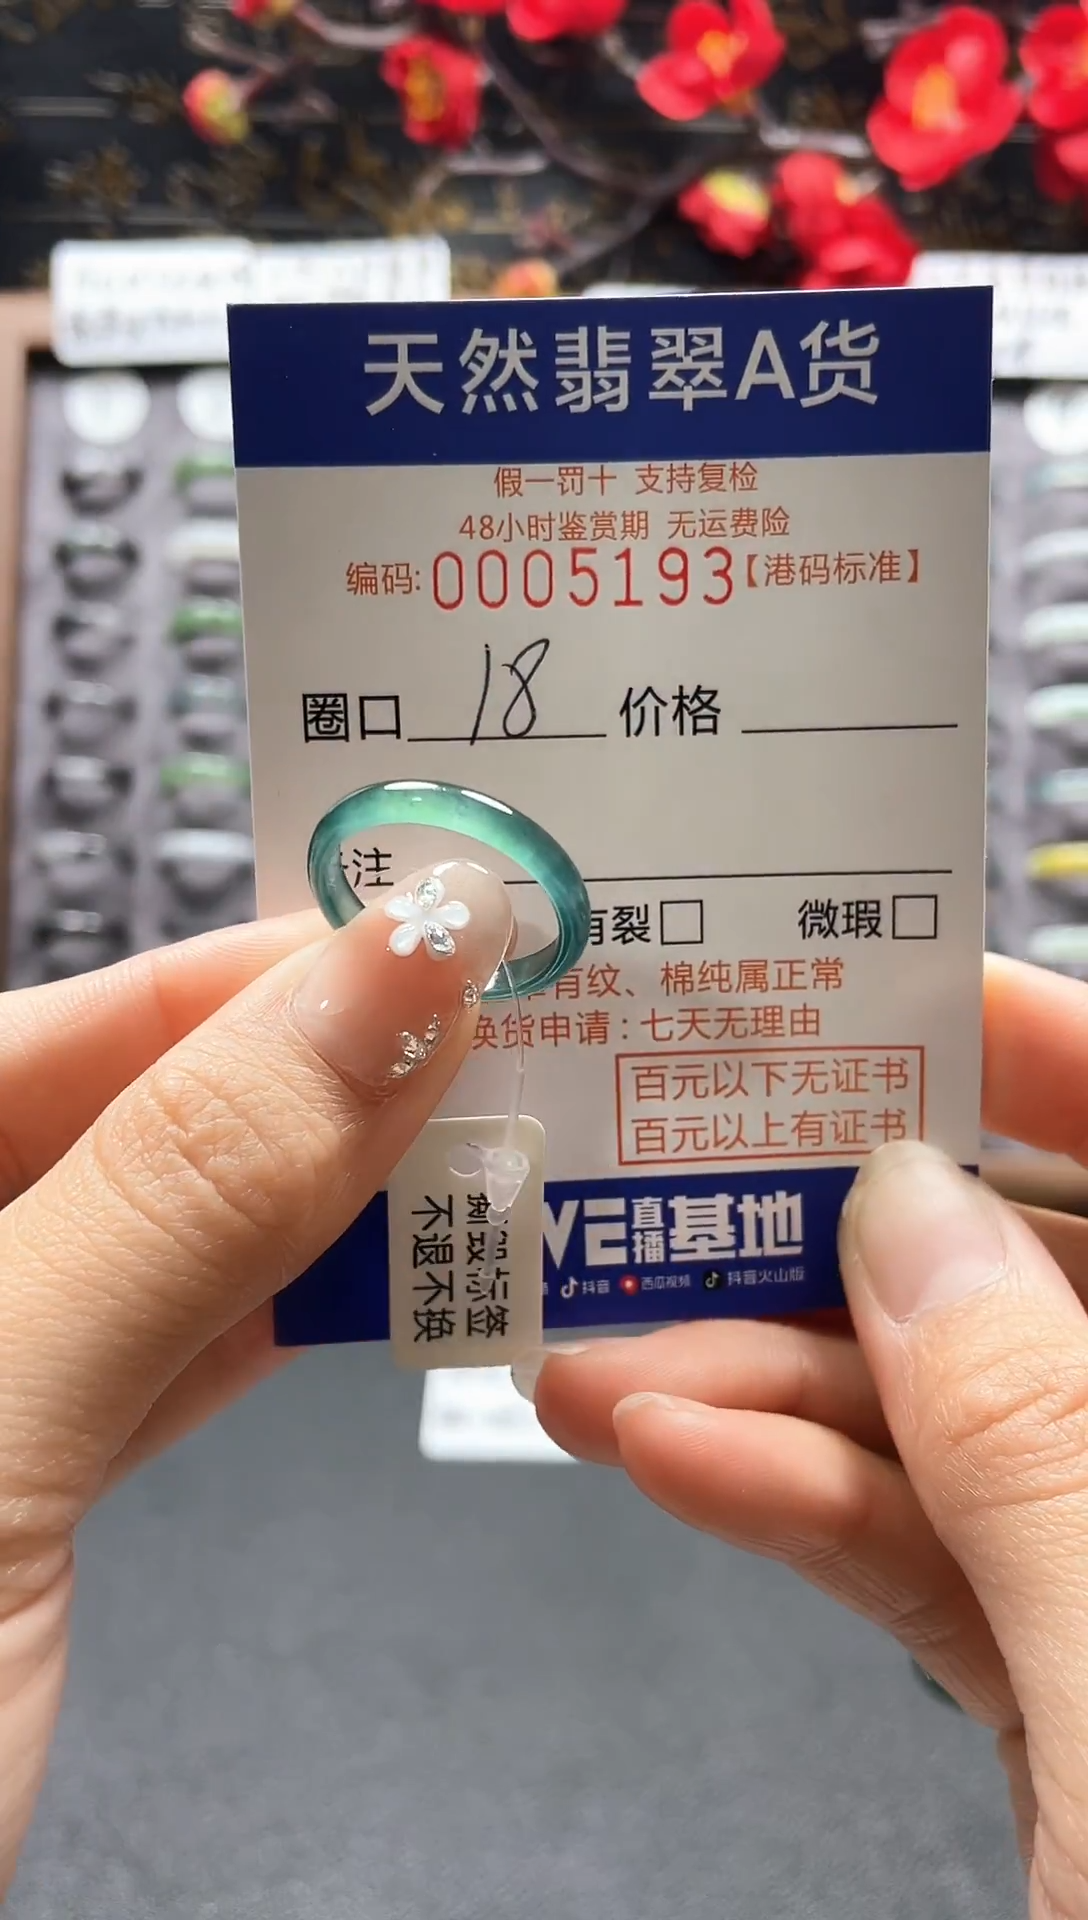 天然翡翠A货
假一罚十 支持复检
48小时鉴赏期 无运费险
编码:0005193【港码标准】
圈口 18 价格
注
有裂□ 微瑕□
有纹、棉纯属正常
换货申请:七天无理由
百元以下无证书
百元以上有证书
VE直播基地
抖音 西瓜视频 抖音火山版
标签
不退不换